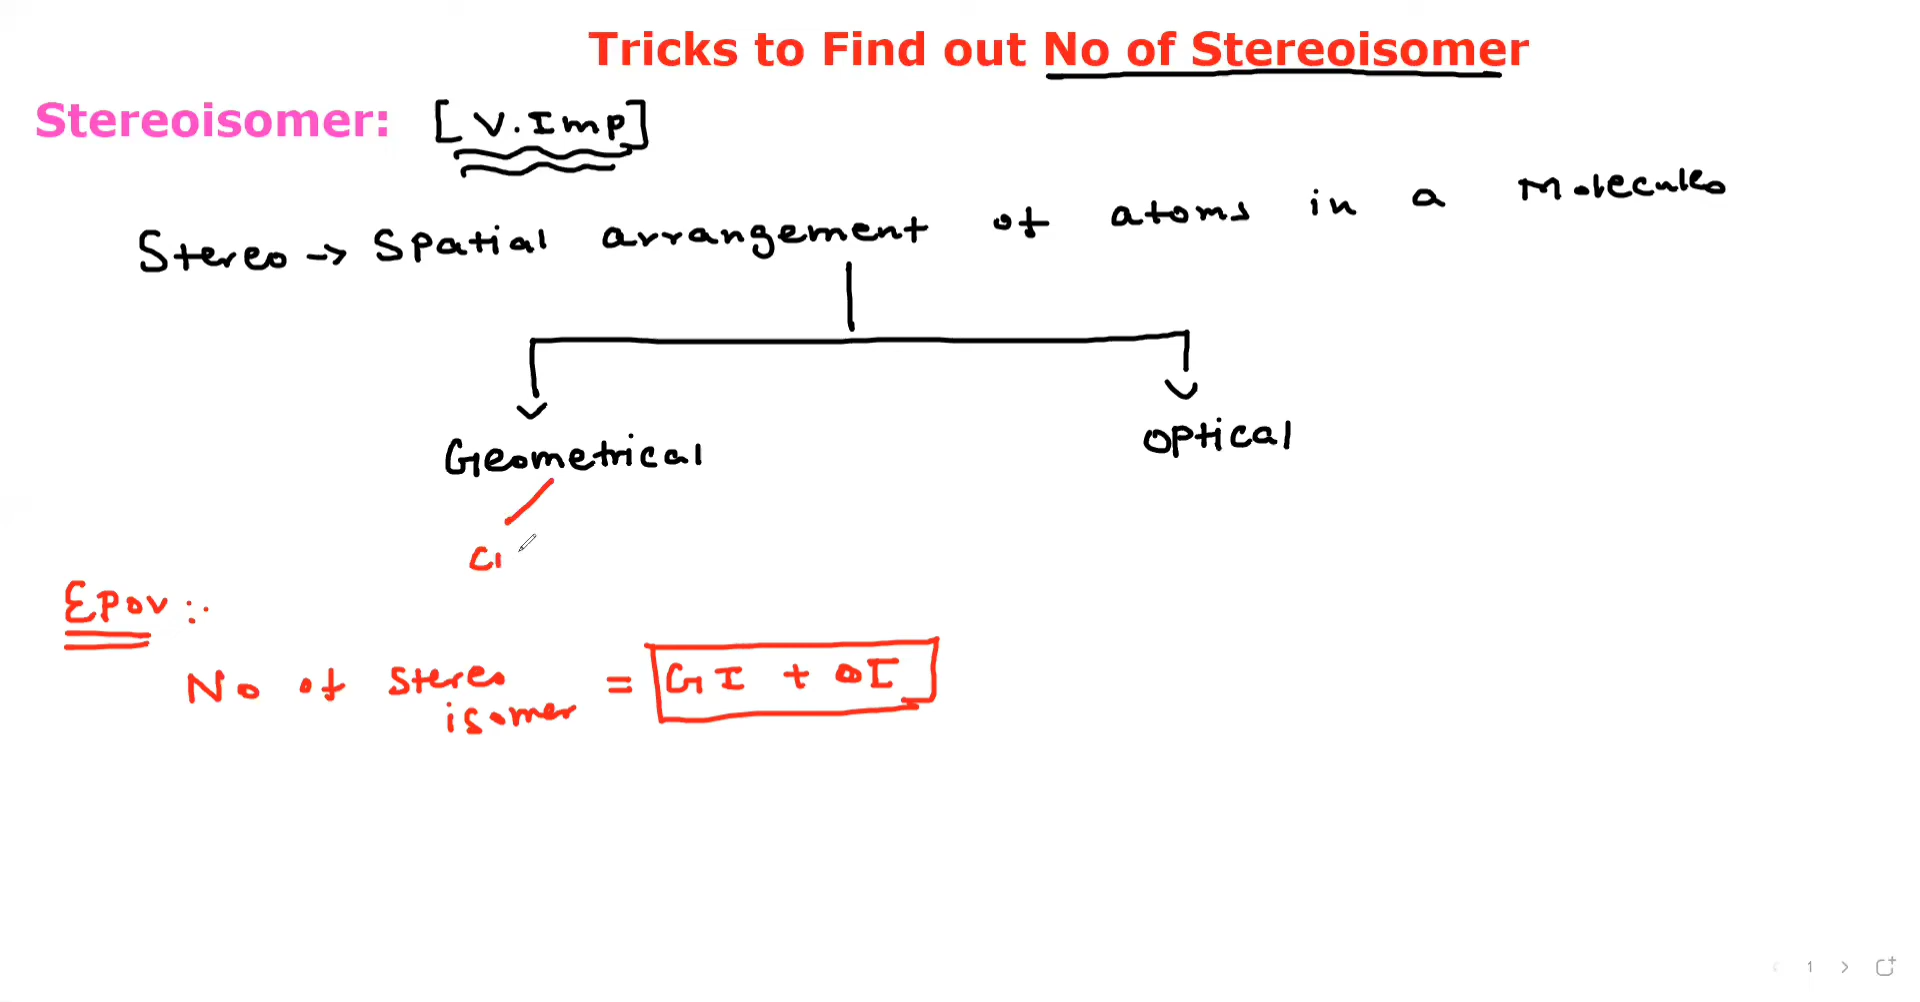 Tricks to Find out No of Stereoisomer
Stereoisomer: [V.Imp]
Stereo → Spatial arrangement of atoms in a Molecules
Geometrical
Optical
CI
EPOV :.
No of stereo isomer = GI + OI
1